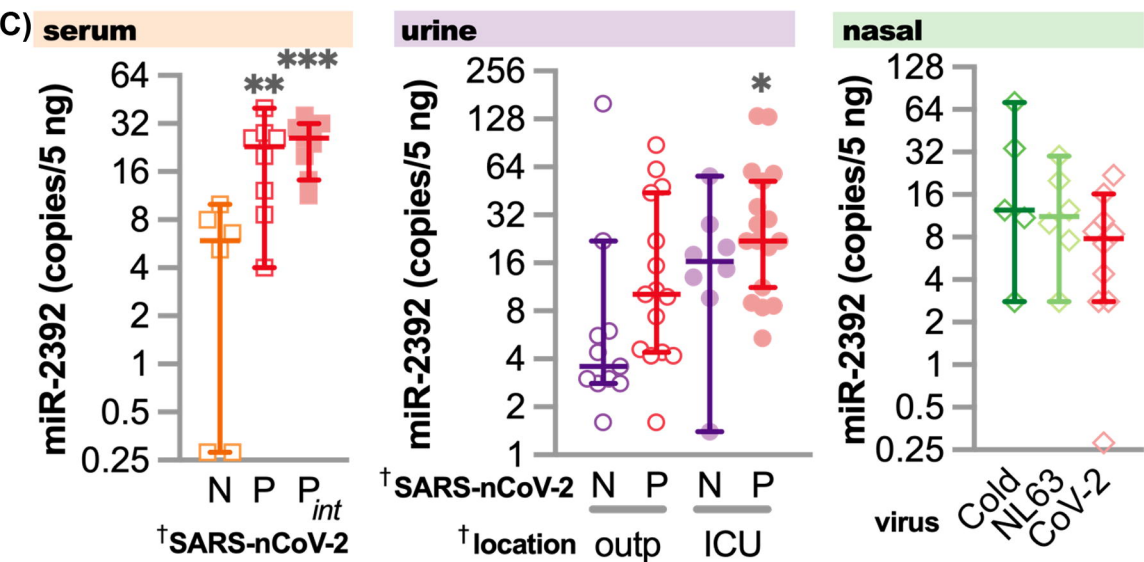 C) serum
urine
nasal
miR-2392 (copies/5 ng)
64
32
16
8
4
2
1
0.5
0.25
**
***
N P Pint
†SARS-nCoV-2
miR-2392 (copies/5 ng)
256
128
64
32
16
8
4
2
1
*
†SARS-nCoV-2 N P N P
†location outp ICU
miR-2392 (copies/5 ng)
128
64
32
16
8
4
2
1
0.5
0.25
virus Cold NL63 CoV-2